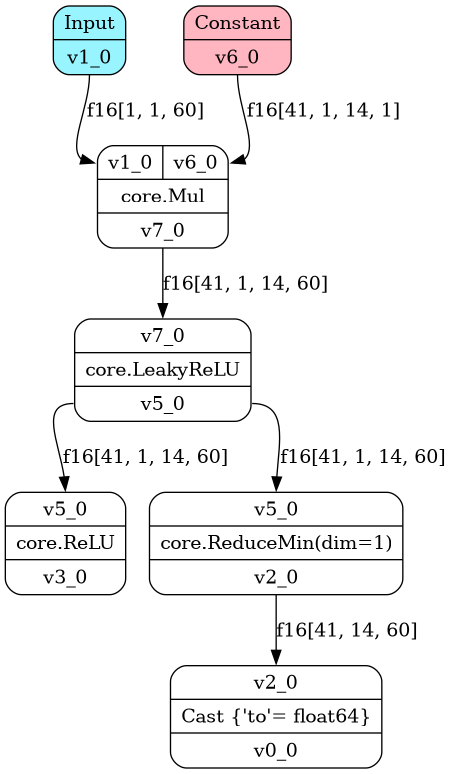 Input
v1_0
Constant
v6_0
f16[1, 1, 60]
f16[41, 1, 14, 1]
v1_0
v6_0
core.Mul
v7_0
f16[41, 1, 14, 60]
v7_0
core.LeakyReLU
v5_0
f16[41, 1, 14, 60]
f16[41, 1, 14, 60]
v5_0
core.ReLU
v3_0
v5_0
core.ReduceMin(dim=1)
v2_0
f16[41, 14, 60]
v2_0
Cast {'to'= float64}
v0_0